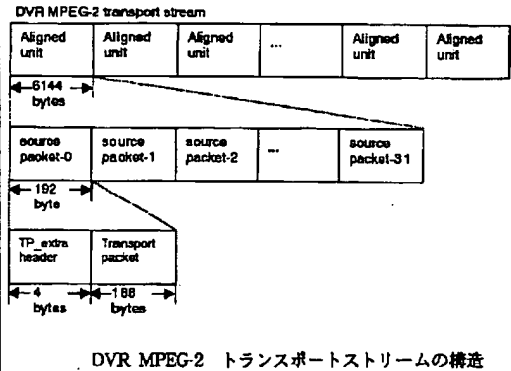 DVR MPEG-2 transport stream
Aligned unit
Aligned unit
Aligned unit
...
Aligned unit
Aligned unit
6144 bytes
source packet-0
source packet-1
source packet-2
...
source packet-31
192 byte
TP_extra header
Transport packet
4 bytes
188 bytes
DVR MPEG-2 トランスポートストリームの構造